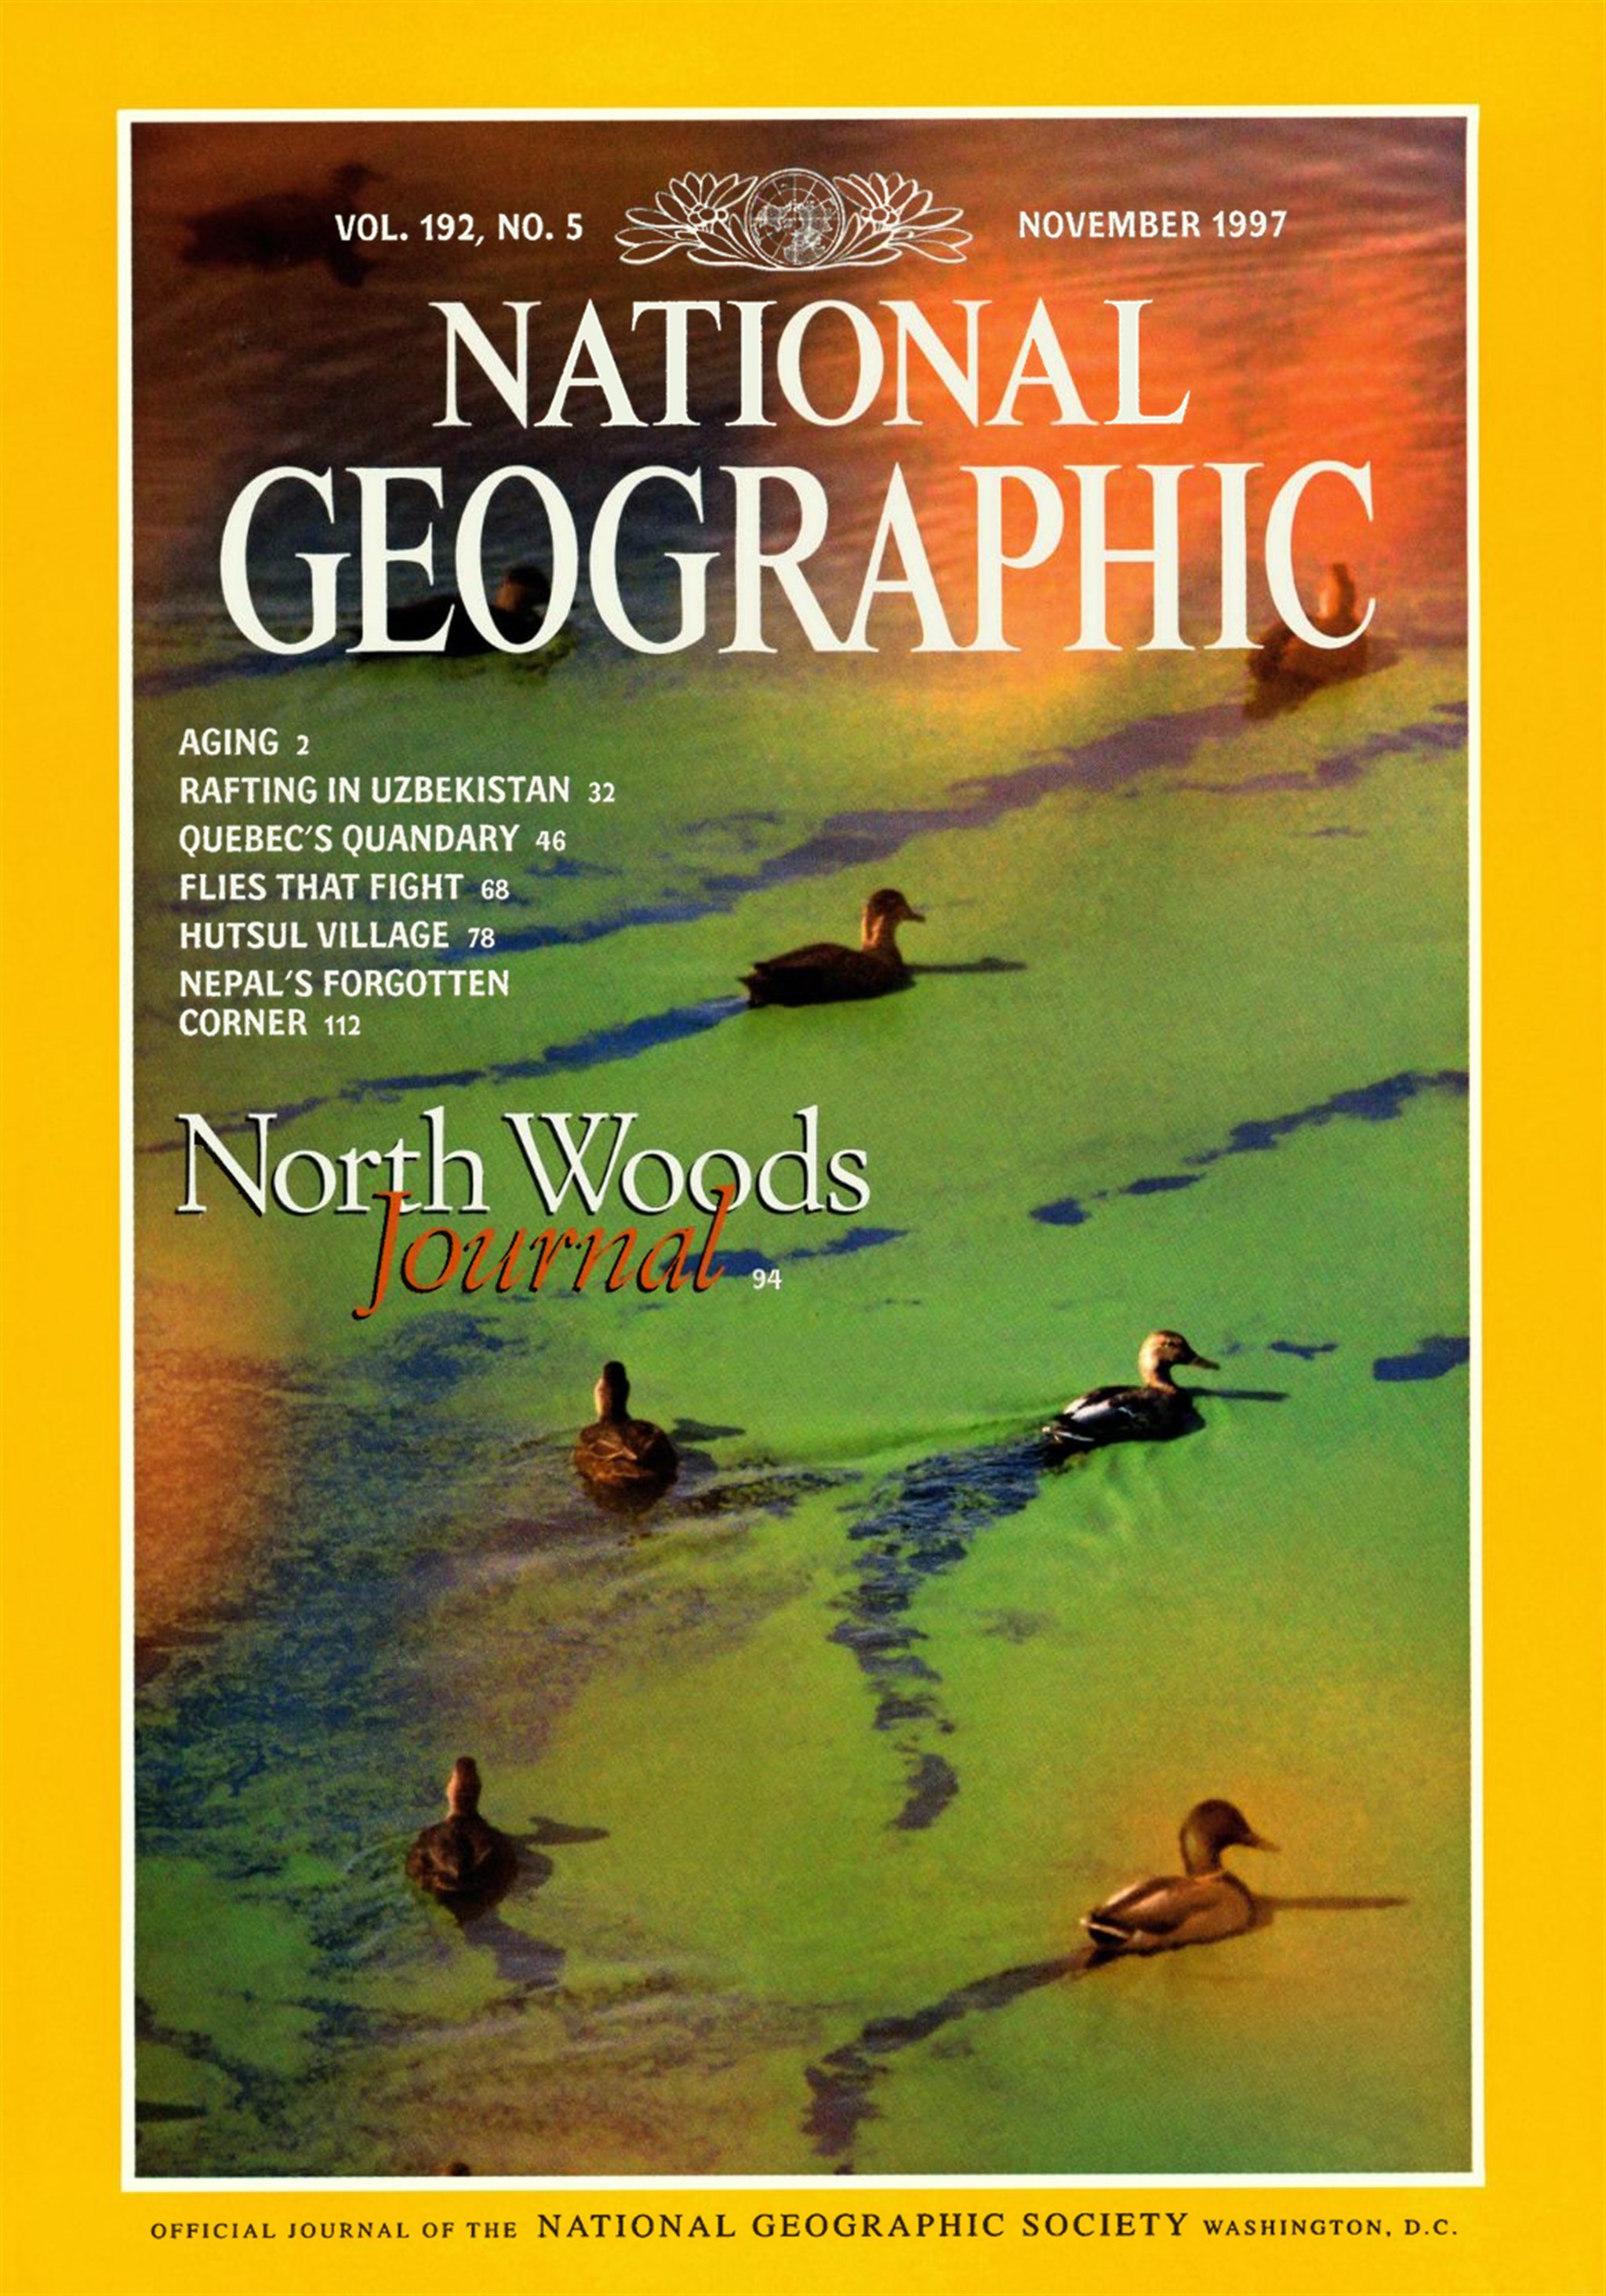 VOL. 192, NO. 5
NOVEMBER 1997
NATIONAL
GEOGRAPHIC
AGING 2
RAFTING IN UZBEKISTAN 32
QUEBEC'S QUANDARY 46
FLIES THAT FIGHT 68
HUTSUL VILLAGE 78
NEPAL'S FORGOTTEN
CORNER 112
North Woods
Journal 94
OFFICIAL JOURNAL OF THE NATIONAL GEOGRAPHIC SOCIETY WASHINGTON, D.C.